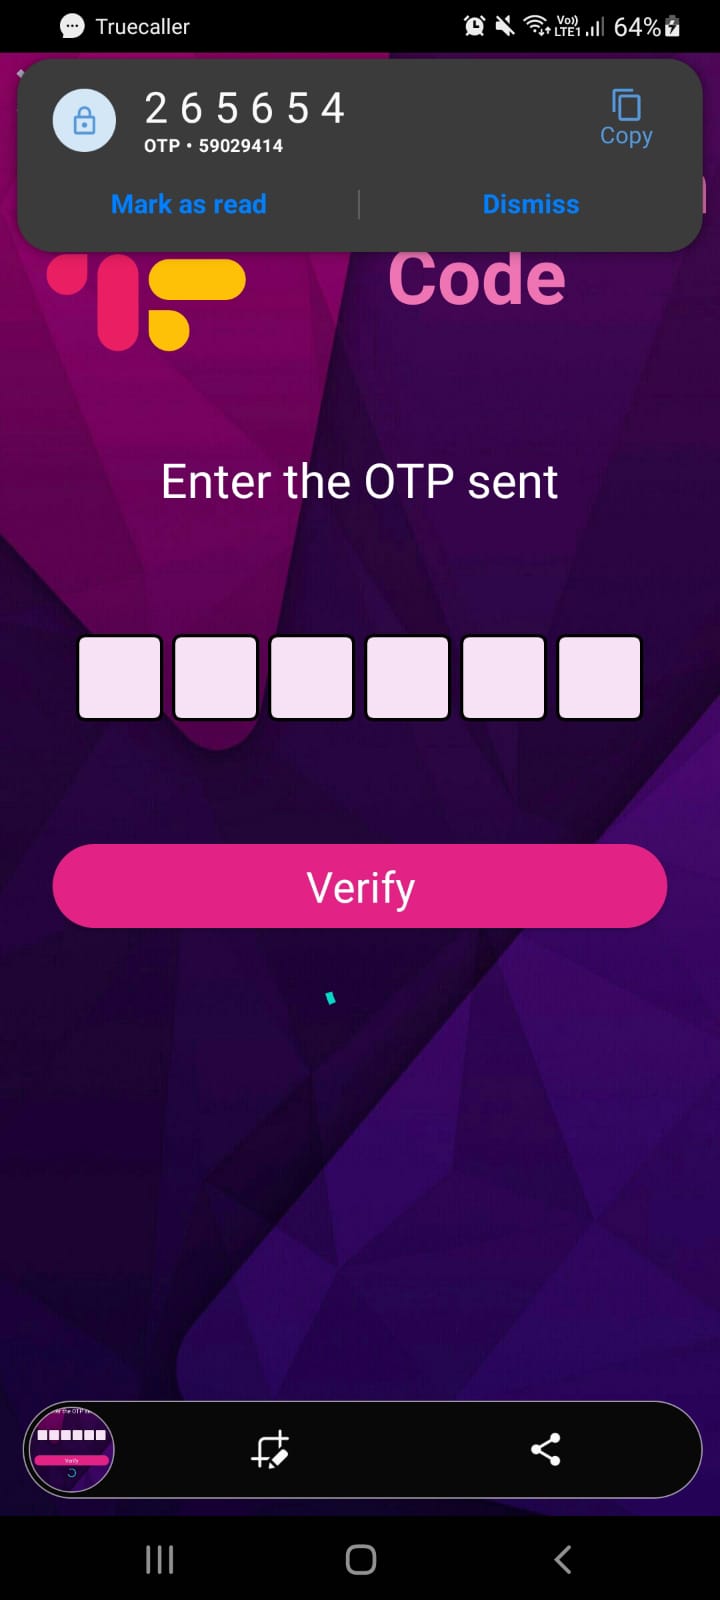 Truecaller
Vo)) LTE1 64%
2 6 5 6 5 4
OTP • 59029414
Copy
Mark as read
Dismiss
Code
Enter the OTP sent
Verify
Verify